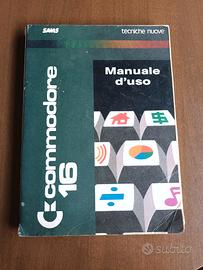 SAMS
tecniche nuove
Manuale
d'uso
commodore
16
subito